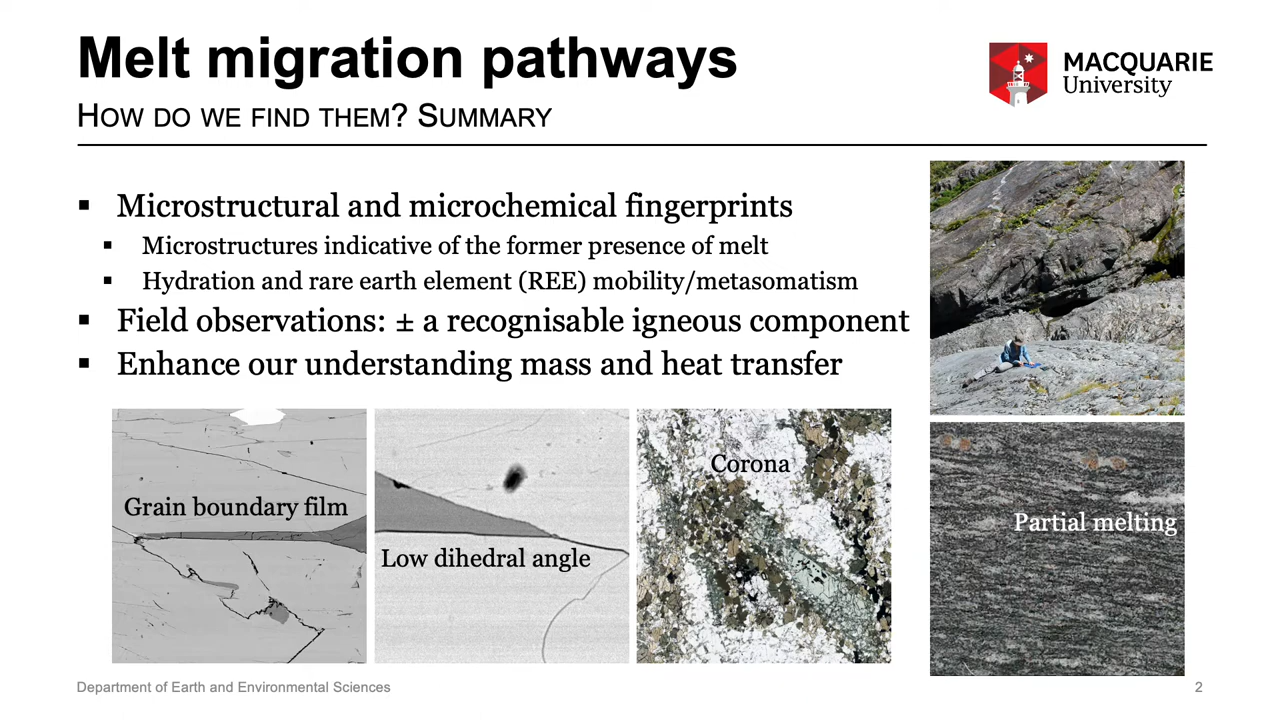 Melt migration pathways
HOW DO WE FIND THEM? SUMMARY
MACQUARIE
University
▪ Microstructural and microchemical fingerprints
▪ Microstructures indicative of the former presence of melt
▪ Hydration and rare earth element (REE) mobility/metasomatism
▪ Field observations: ± a recognisable igneous component
▪ Enhance our understanding mass and heat transfer
Grain boundary film
Low dihedral angle
Corona
Partial melting
Department of Earth and Environmental Sciences
2